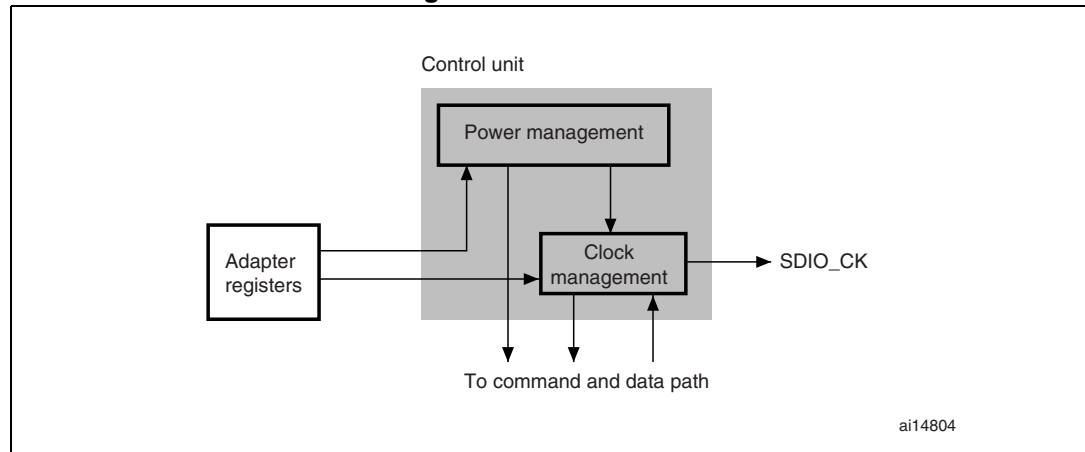 Control unit
Power management
Adapter
registers
Clock
management
SDIO_CK
To command and data path
ai14804